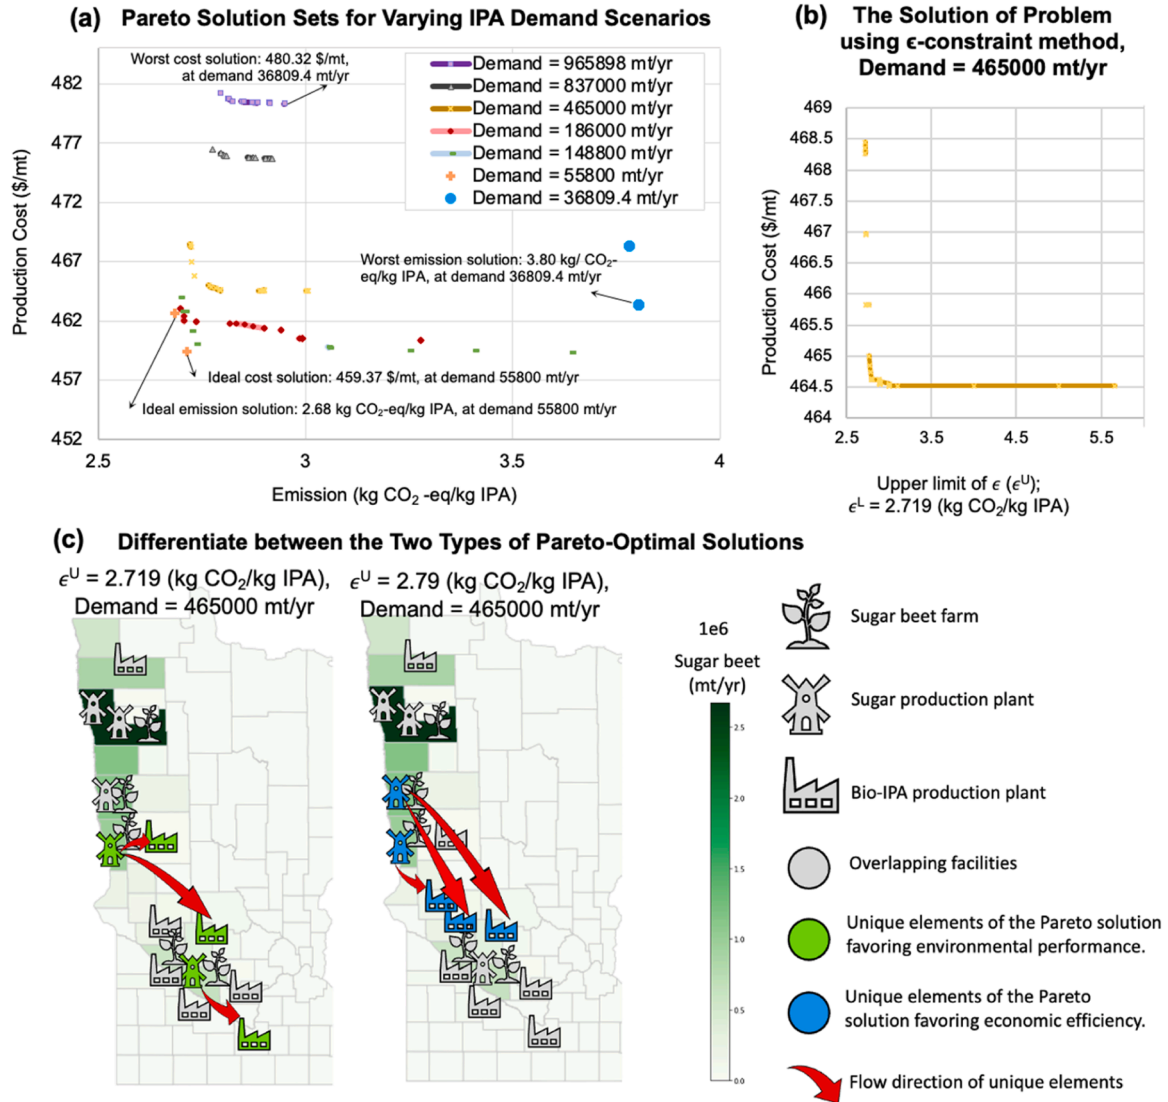 (a) Pareto Solution Sets for Varying IPA Demand Scenarios
Production Cost ($/mt)
482
477
472
467
462
457
452
2.5
3
3.5
4
Emission (kg CO₂ -eq/kg IPA)
Worst cost solution: 480.32 $/mt,
at demand 36809.4 mt/yr
Demand = 965898 mt/yr
Demand = 837000 mt/yr
Demand = 465000 mt/yr
Demand = 186000 mt/yr
Demand = 148800 mt/yr
Demand = 55800 mt/yr
Demand = 36809.4 mt/yr
Worst emission solution: 3.80 kg/ CO₂-
eq/kg IPA, at demand 36809.4 mt/yr
Ideal cost solution: 459.37 $/mt, at demand 55800 mt/yr
Ideal emission solution: 2.68 kg CO₂-eq/kg IPA, at demand 55800 mt/yr
(b) The Solution of Problem
using ϵ-constraint method,
Demand = 465000 mt/yr
Production Cost ($/mt)
469
468.5
468
467.5
467
466.5
466
465.5
465
464.5
464
2.5
3.5
4.5
5.5
Upper limit of ϵ (ϵᵁ);
ϵᴸ = 2.719 (kg CO₂/kg IPA)
(c) Differentiate between the Two Types of Pareto-Optimal Solutions
ϵᵁ = 2.719 (kg CO₂/kg IPA),
Demand = 465000 mt/yr
ϵᵁ = 2.79 (kg CO₂/kg IPA),
Demand = 465000 mt/yr
1e6
Sugar beet
(mt/yr)
2.5
2.0
1.5
1.0
0.5
0.0
Sugar beet farm
Sugar production plant
Bio-IPA production plant
Overlapping facilities
Unique elements of the Pareto solution
favoring environmental performance.
Unique elements of the Pareto
solution favoring economic efficiency.
Flow direction of unique elements